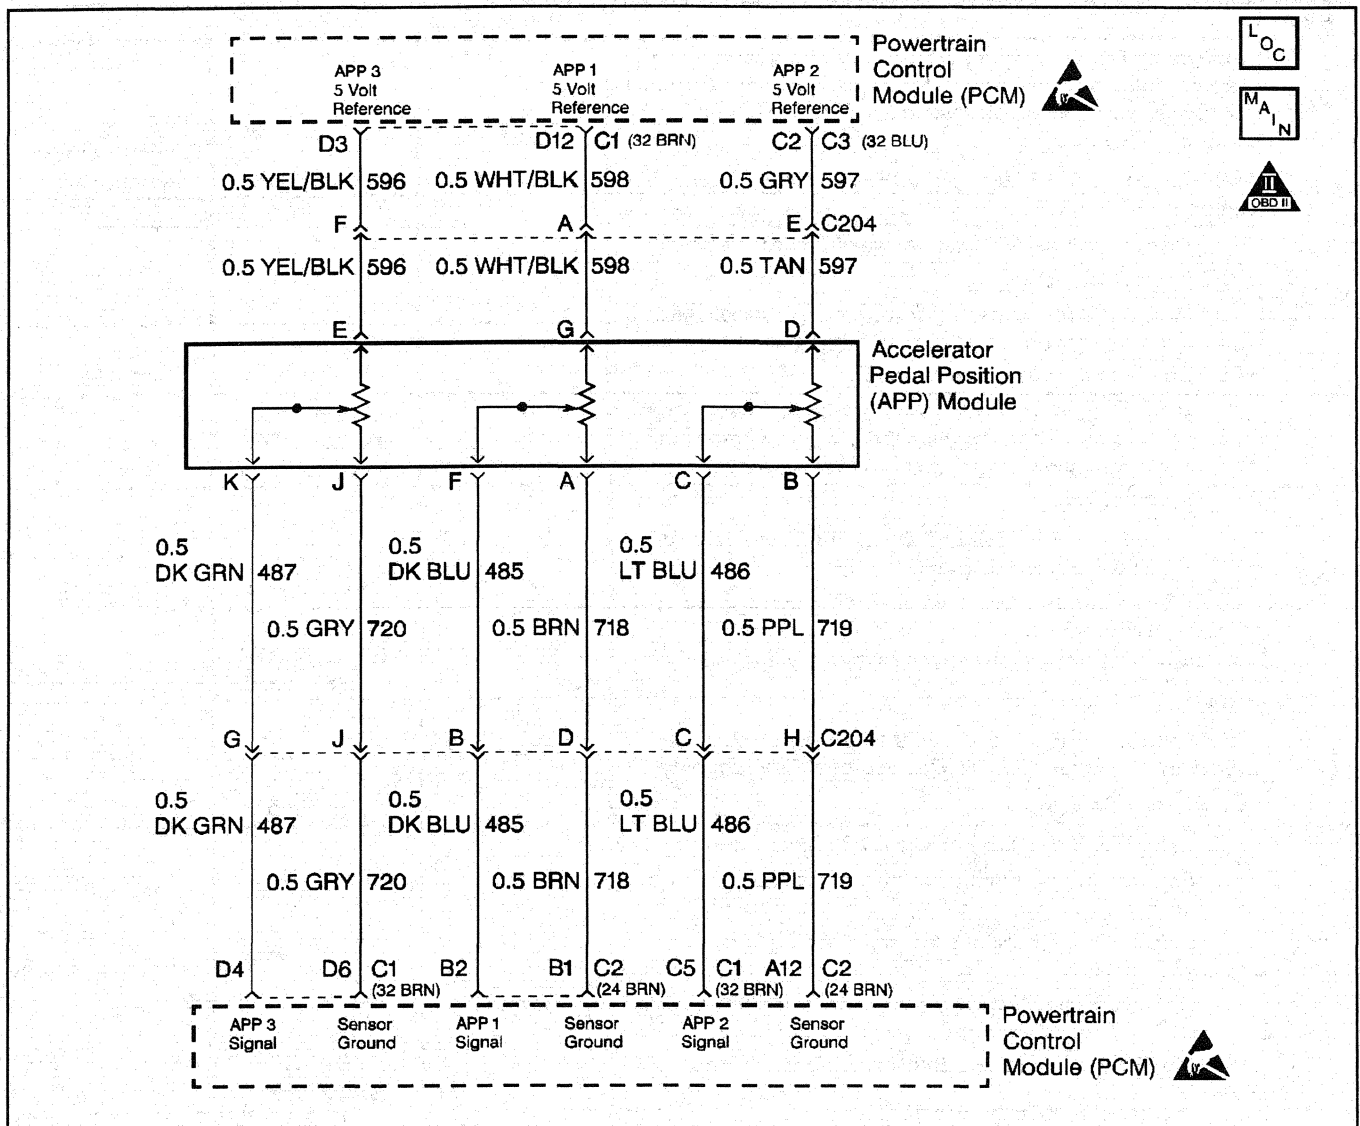 APP 3
5 Volt
Reference
APP 1
5 Volt
Reference
APP 2
5 Volt
Reference
Powertrain
Control
Module (PCM)
L O C
M A I N
II
OBD II
D3
D12
C1 (32 BRN)
C2
C3 (32 BLU)
0.5 YEL/BLK
596
0.5 WHT/BLK
598
0.5 GRY
597
F
A
E
C204
0.5 YEL/BLK
596
0.5 WHT/BLK
598
0.5 TAN
597
E
G
D
Accelerator
Pedal Position
(APP) Module
K
J
F
A
C
B
0.5
DK GRN
487
0.5
DK BLU
485
0.5
LT BLU
486
0.5 GRY
720
0.5 BRN
718
0.5 PPL
719
G
J
B
D
C
H
C204
0.5
DK GRN
487
0.5
DK BLU
485
0.5
LT BLU
486
0.5 GRY
720
0.5 BRN
718
0.5 PPL
719
D4
D6
C1
(32 BRN)
B2
B1
C2
(24 BRN)
C5
C1
(32 BRN)
A12
C2
(24 BRN)
APP 3
Signal
Sensor
Ground
APP 1
Signal
Sensor
Ground
APP 2
Signal
Sensor
Ground
Powertrain
Control
Module (PCM)